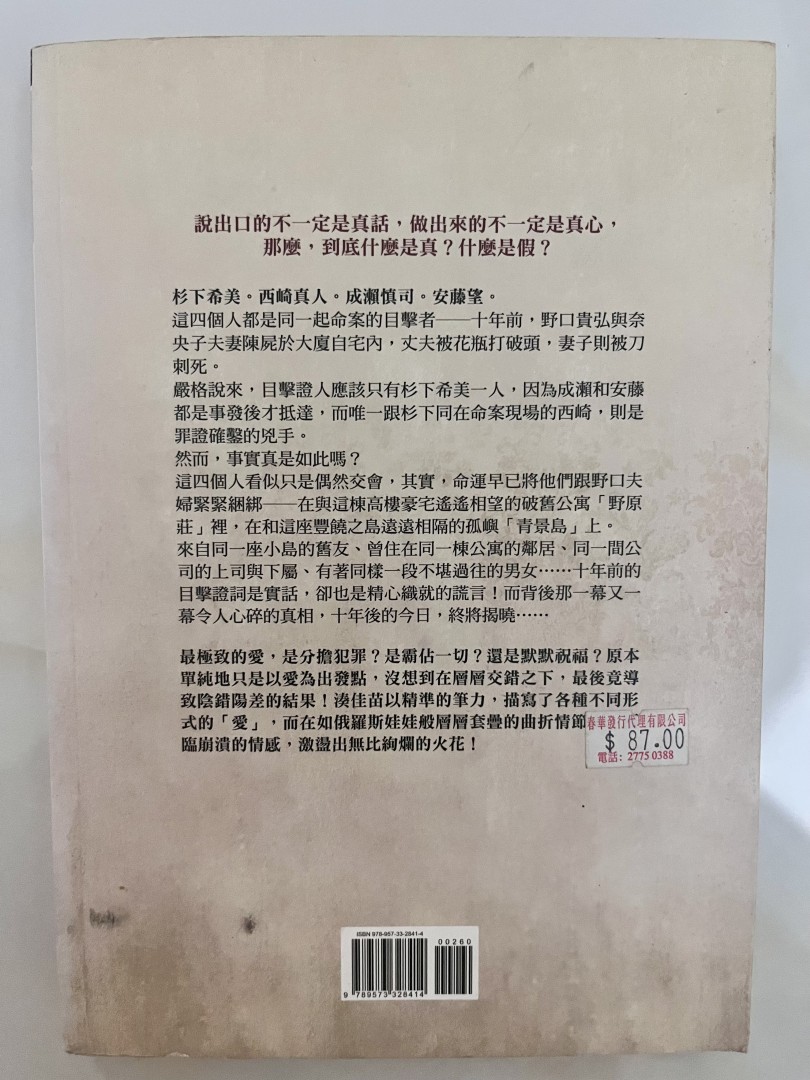 說出口的不一定是真話，做出來的不一定是真心，
那麼，到底什麼是真？什麼是假？
杉下希美。西崎真人。成瀨慎司。安藤望。
這四個人都是同一起命案的目擊者──十年前，野口貴弘與奈
央子夫妻陳屍於大廈自宅內，丈夫被花瓶打破頭，妻子則被刀
刺死。
嚴格說來，目擊證人應該只有杉下希美一人，因為成瀨和安藤
都是事發後才抵達，而唯一跟杉下同在命案現場的西崎，則是
罪證確鑿的兇手。
然而，事實真是如此嗎？
這四個人看似只是偶然交會，其實，命運早已將他們跟野口夫
婦緊緊綑綁──在與這棟高樓豪宅遙遙相望的破舊公寓「野原
莊」裡，在和這座豐饒之島遠遠相隔的孤嶼「青景島」上。
來自同一座小島的舊友、曾住在同一棟公寓的鄰居、同一間公
司的上司與下屬、有著同樣一段不堪過往的男女……十年前的
目擊證詞是實話，卻也是精心織就的謊言！而背後那一幕又一
幕令人心碎的真相，十年後的今日，終將揭曉……
最極致的愛，是分擔犯罪？是霸佔一切？還是默默祝福？原本
單純地只是以愛為出發點，沒想到在層層交錯之下，最後竟導
致陰錯陽差的結果！湊佳苗以精準的筆力，描寫了各種不同形
式的「愛」，而在如俄羅斯娃娃般層層套疊的曲折情節
臨崩潰的情感，激盪出無比絢爛的火花！
春華發行代理有限公司
$ 87.00
電話: 2775 0388
ISBN 978-957-33-2841-4
00260
9 789573 328414